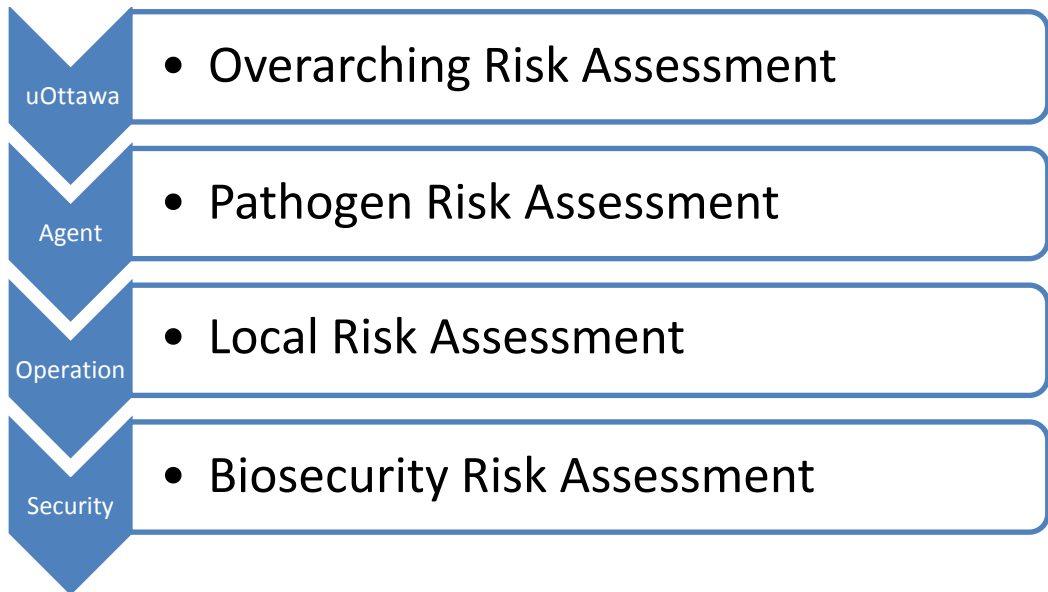 uOttawa
• Overarching Risk Assessment
Agent
• Pathogen Risk Assessment
Operation
• Local Risk Assessment
Security
• Biosecurity Risk Assessment